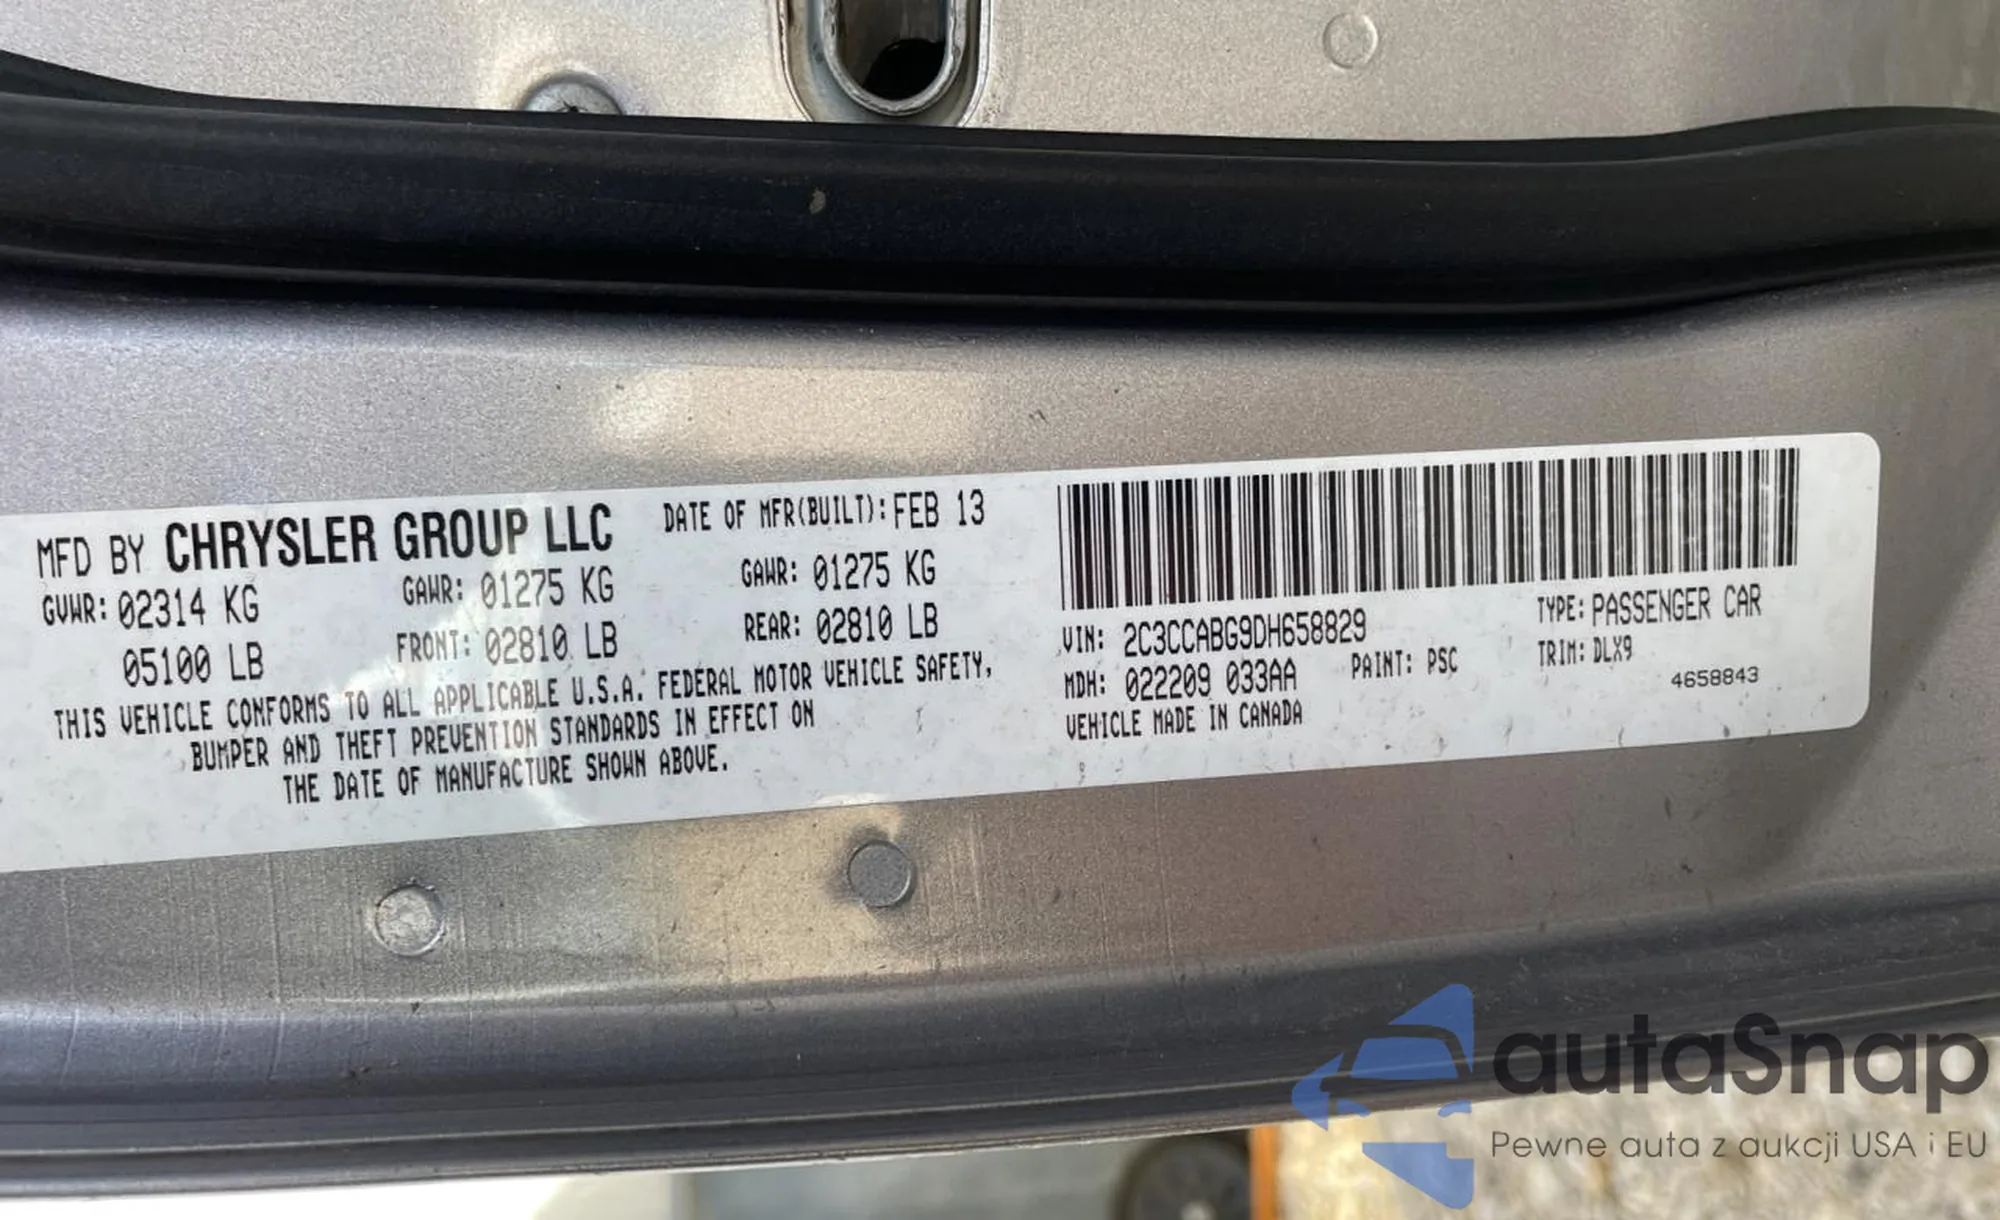 MFD BY CHRYSLER GROUP LLC DATE OF MFR(BUILT): FEB 13
GVWR: 02314 KG GAWR: 01275 KG GAWR: 01275 KG
05100 LB FRONT: 02810 LB REAR: 02810 LB
THIS VEHICLE CONFORMS TO ALL APPLICABLE U.S.A. FEDERAL MOTOR VEHICLE SAFETY,
BUMPER AND THEFT PREVENTION STANDARDS IN EFFECT ON
THE DATE OF MANUFACTURE SHOWN ABOVE.
VIN: 2C3CCABG9DH658829 TYPE: PASSENGER CAR
MDH: 022209 033AA PAINT: PSC TRIM: DLX9
VEHICLE MADE IN CANADA 4658843
autoSnap
Pewne auta z aukcji USA i EU